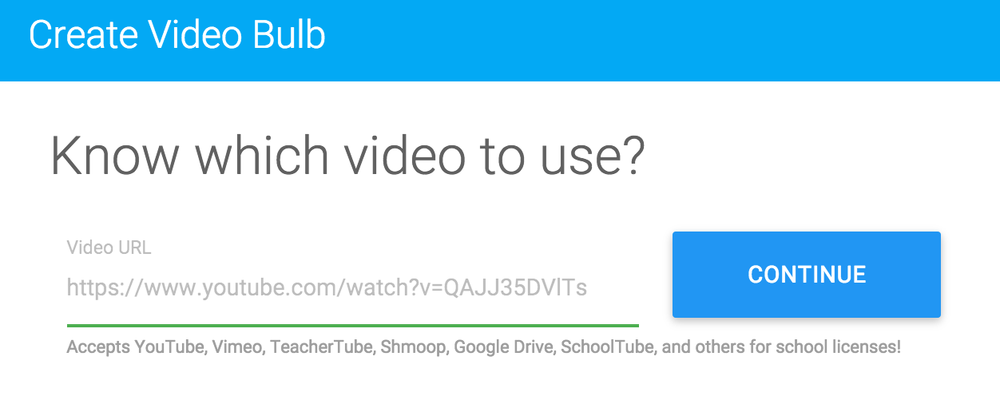 Create Video Bulb
Know which video to use?
Video URL
https://www.youtube.com/watch?v=QAJJ35DVlTs
CONTINUE
Accepts YouTube, Vimeo, TeacherTube, Shmoop, Google Drive, SchoolTube, and others for school licenses!